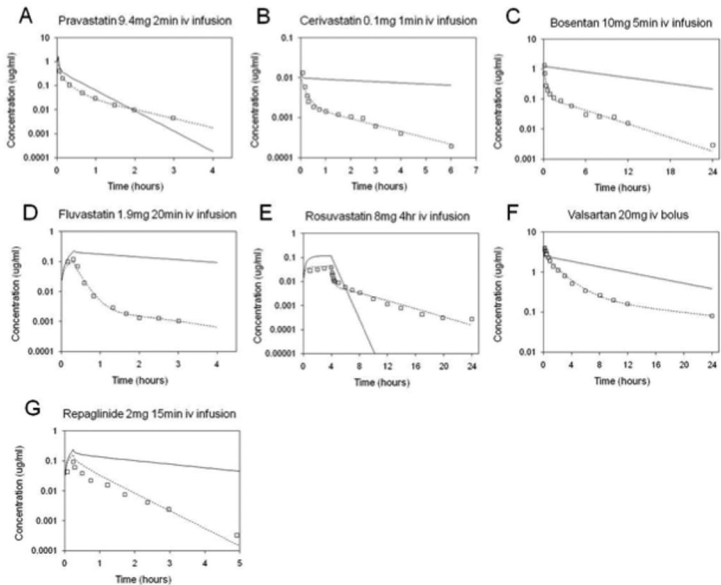 A
Pravastatin 9.4mg 2min iv infusion
Concentration (ug/ml)
10
1
0.1
0.01
0.001
0.0001
0 1 2 3 4
Time (hours)
B
Cerivastatin 0.1mg 1min iv infusion
Concentration (ug/ml)
0.1
0.01
0.001
0.0001
0 1 2 3 4 5 6 7
Time (hours)
C
Bosentan 10mg 5min iv infusion
Concentration (ug/ml)
10
1
0.1
0.01
0.001
0 6 12 18 24
Time (hours)
D
Fluvastatin 1.9mg 20min iv infusion
Concentration (ug/ml)
1
0.1
0.01
0.001
0.0001
0 1 2 3 4
Time (hours)
E
Rosuvastatin 8mg 4hr iv infusion
Concentration (ug/ml)
1
0.1
0.01
0.001
0.0001
0.00001
0 4 8 12 16 20 24
Time (hours)
F
Valsartan 20mg iv bolus
Concentration (ug/ml)
10
1
0.1
0.01
0 4 8 12 16 20 24
Time (hours)
G
Repaglinide 2mg 15min iv infusion
Concentration (ug/ml)
1
0.1
0.01
0.001
0.0001
0 1 2 3 4 5
Time (hours)